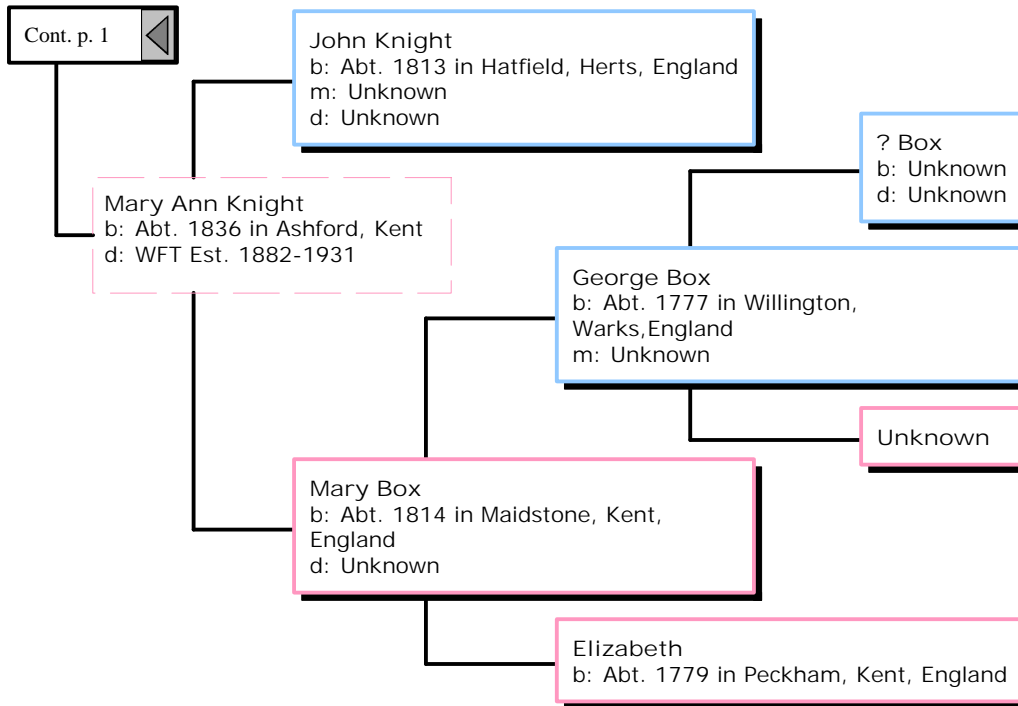 Cont. p. 1
John Knight
b: Abt. 1813 in Hatfield, Herts, England
m: Unknown
d: Unknown
? Box
b: Unknown
d: Unknown
Mary Ann Knight
b: Abt. 1836 in Ashford, Kent
d: WFT Est. 1882-1931
George Box
b: Abt. 1777 in Willington,
Warks,England
m: Unknown
Unknown
Mary Box
b: Abt. 1814 in Maidstone, Kent,
England
d: Unknown
Elizabeth
b: Abt. 1779 in Peckham, Kent, England